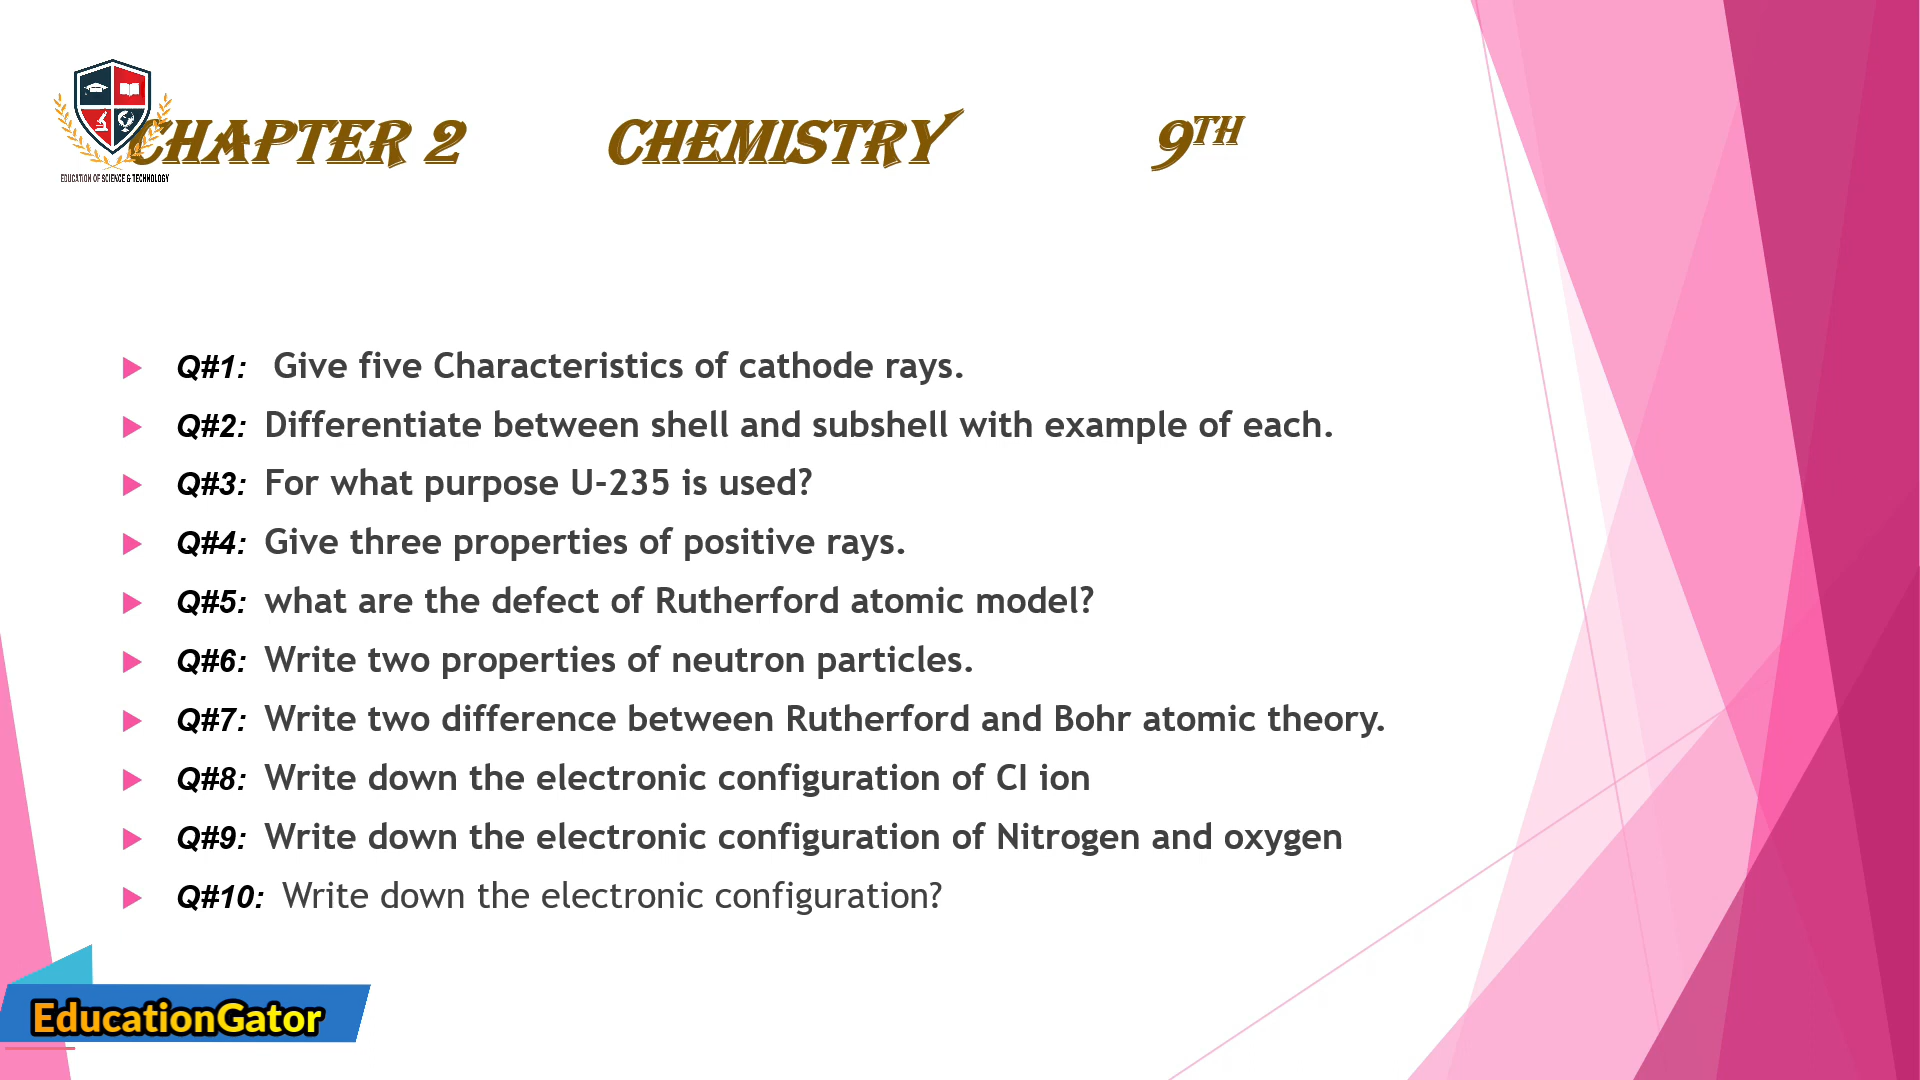 CHAPTER 2 CHEMISTRY 9TH
EDUCATION OF SCIENCE & TECHNOLOGY
Q#1: Give five Characteristics of cathode rays.
Q#2: Differentiate between shell and subshell with example of each.
Q#3: For what purpose U-235 is used?
Q#4: Give three properties of positive rays.
Q#5: what are the defect of Rutherford atomic model?
Q#6: Write two properties of neutron particles.
Q#7: Write two difference between Rutherford and Bohr atomic theory.
Q#8: Write down the electronic configuration of CI ion
Q#9: Write down the electronic configuration of Nitrogen and oxygen
Q#10: Write down the electronic configuration?
EducationGator